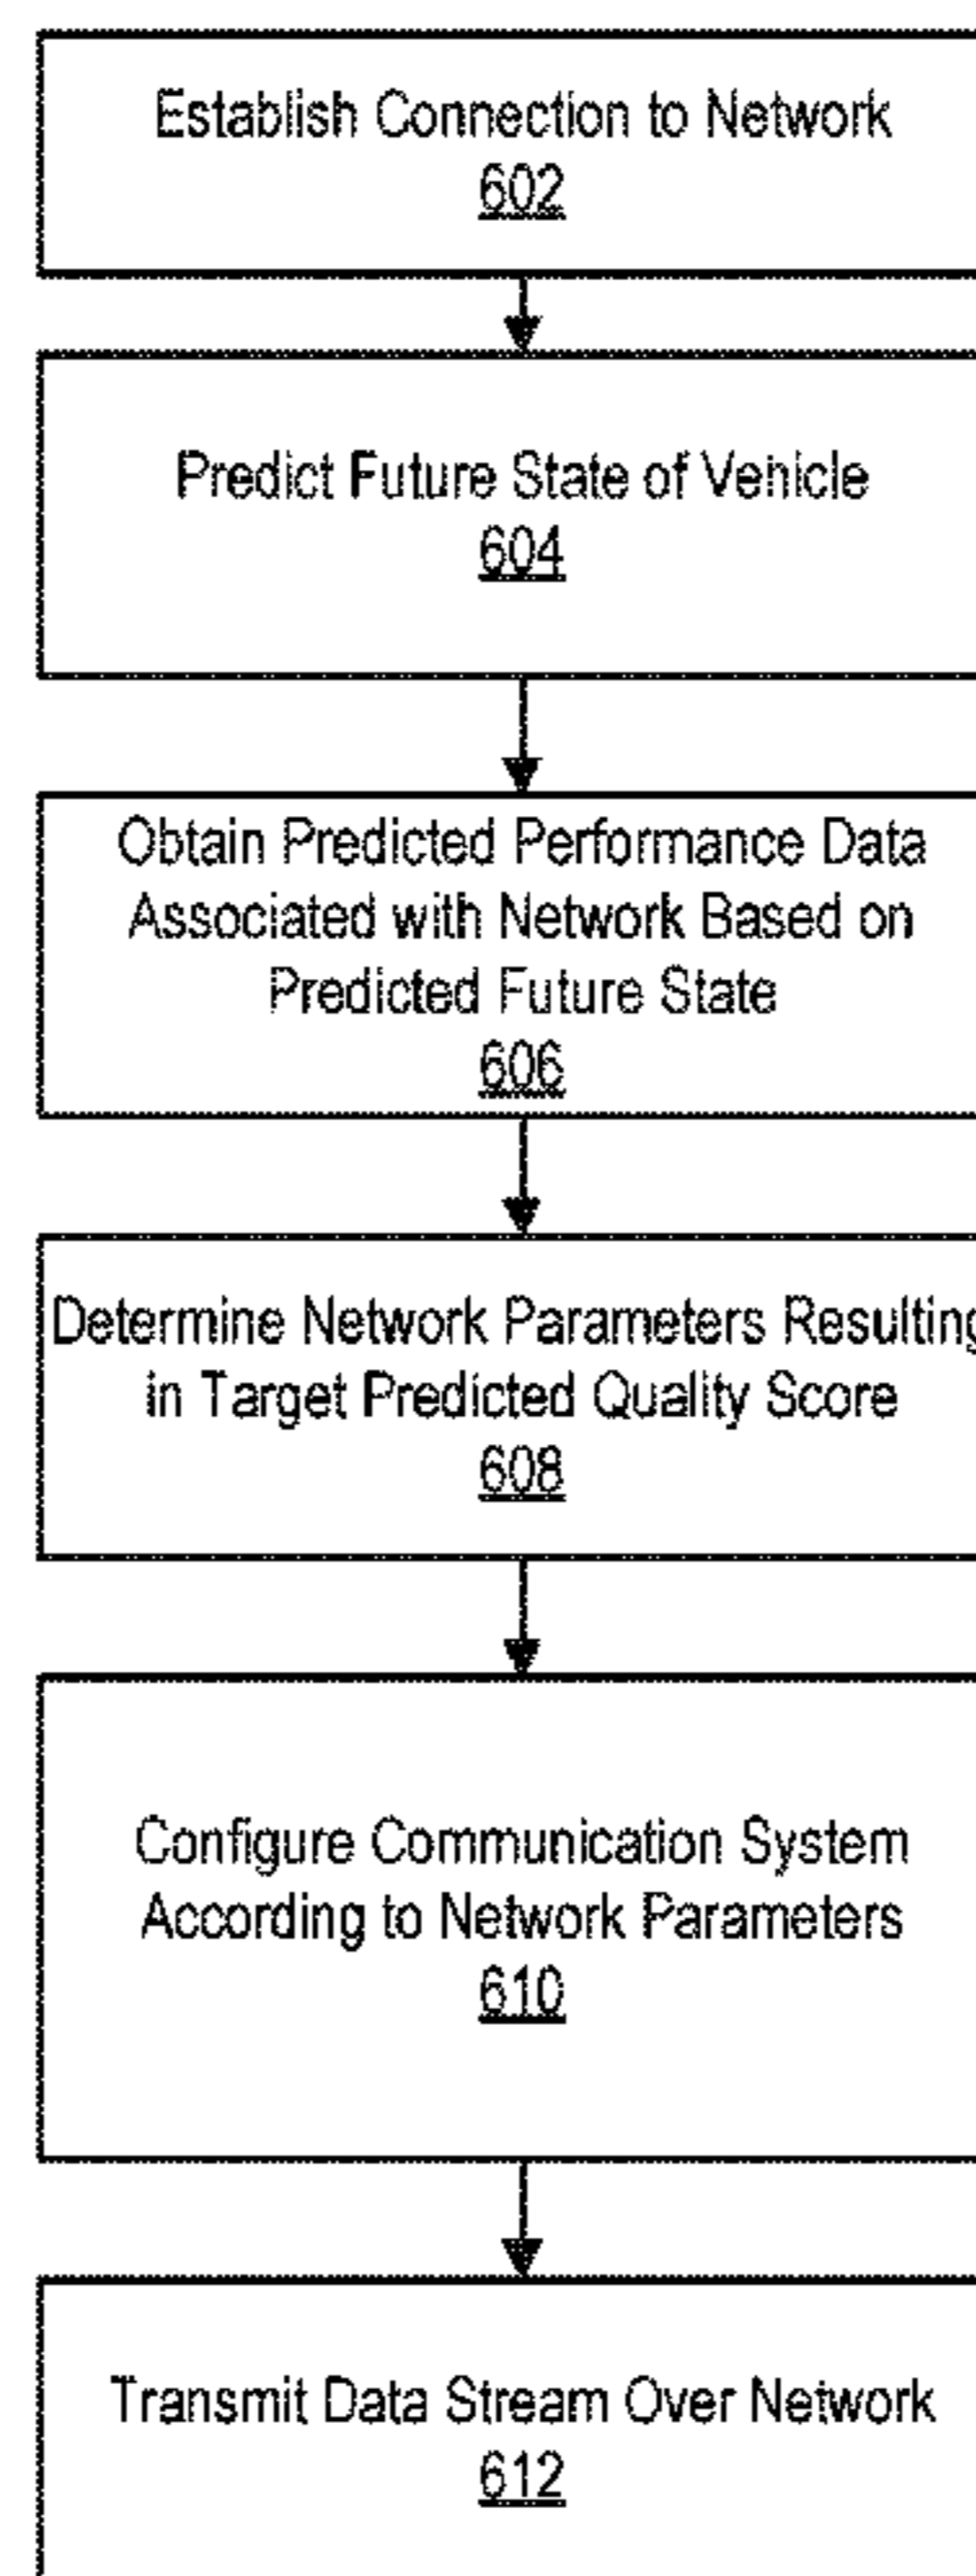 Establish Connection to Network
602
Predict Future State of Vehicle
604
Obtain Predicted Performance Data
Associated with Network Based on
Predicted Future State
606
Determine Network Parameters Resulting
in Target Predicted Quality Score
608
Configure Communication System
According to Network Parameters
610
Transmit Data Stream Over Network
612